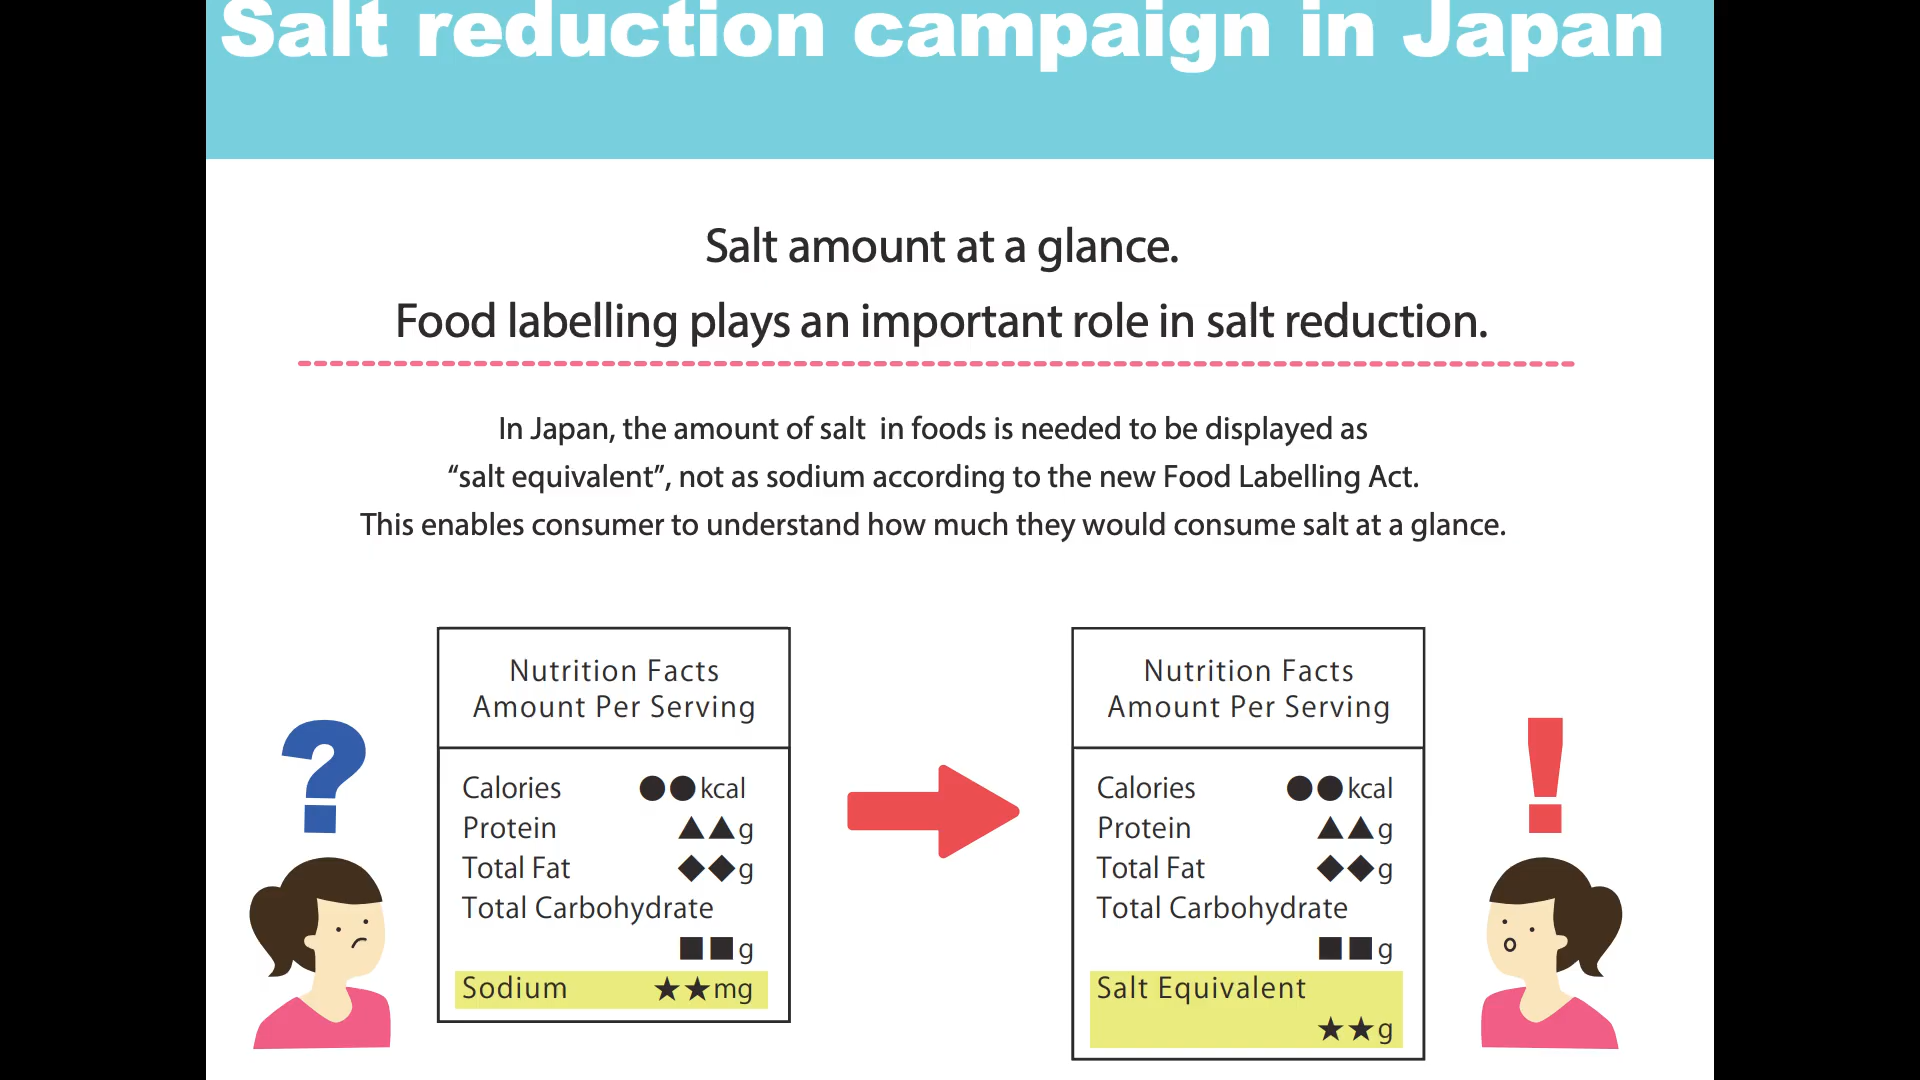 Salt reduction campaign in Japan
Salt amount at a glance.
Food labelling plays an important role in salt reduction.
In Japan, the amount of salt  in foods is needed to be displayed as
“salt equivalent”, not as sodium according to the new Food Labelling Act.
This enables consumer to understand how much they would consume salt at a glance.
?
Nutrition Facts
Amount Per Serving
Calories ●●kcal
Protein ▲▲g
Total Fat ◆◆g
Total Carbohydrate
■■g
Sodium ★★mg
Nutrition Facts
Amount Per Serving
Calories ●●kcal
Protein ▲▲g
Total Fat ◆◆g
Total Carbohydrate
■■g
Salt Equivalent
★★g
!